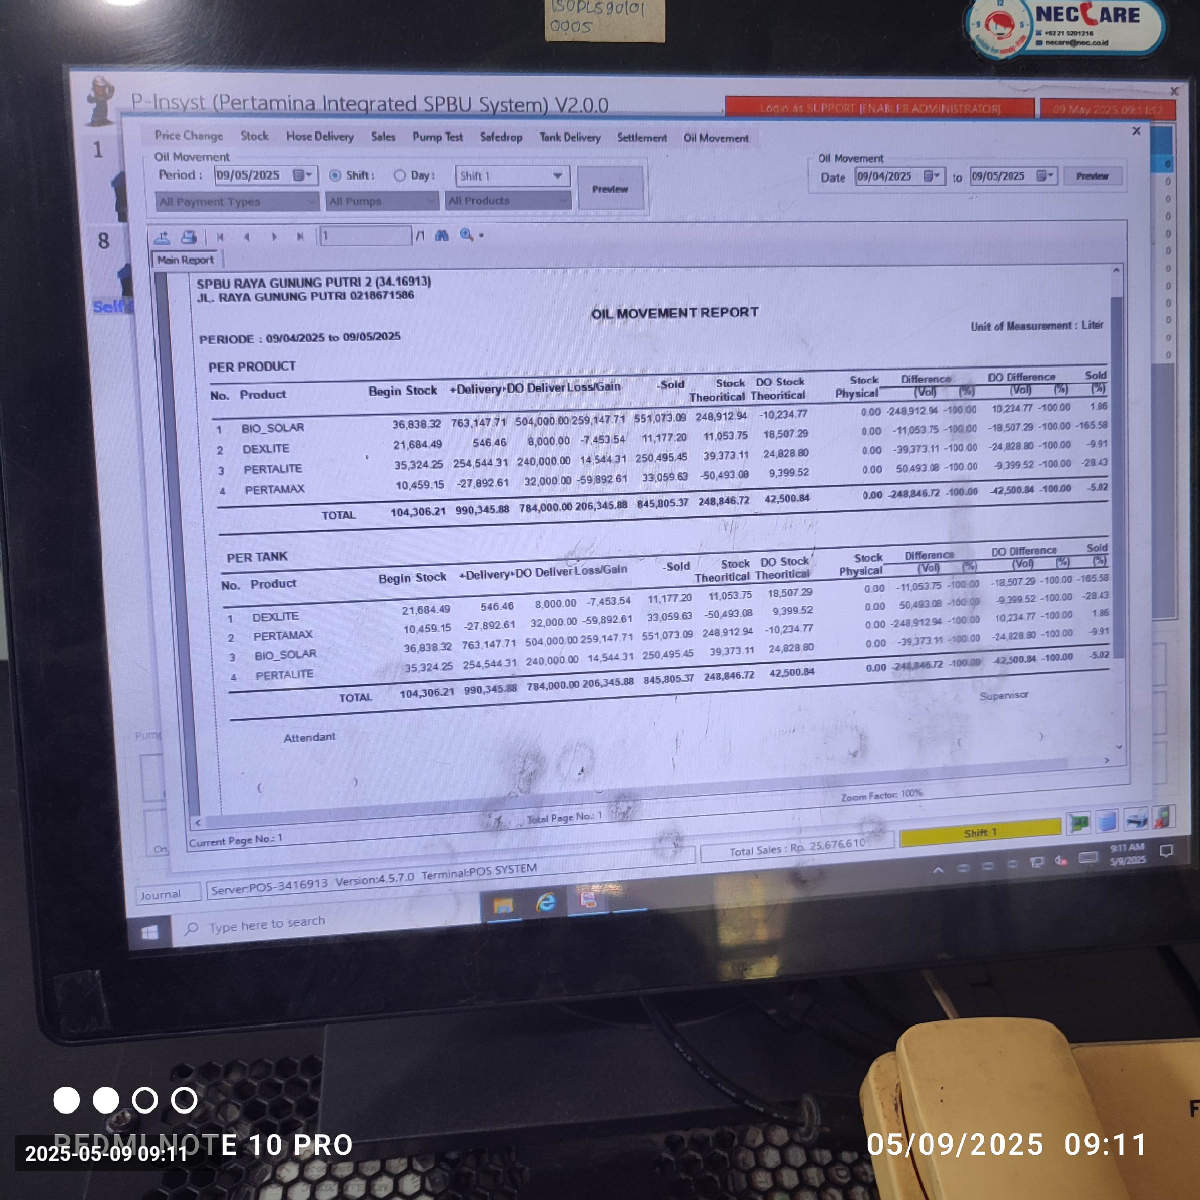 ISOPLS90101
0005
NECCARE
+62 21 5201216
necare@nec.co.id
P-Insyst (Pertamina Integrated SPBU System) V2.0.0
Login as SUPPORT [ENABLER ADMINISTRATOR]
09 May 2025 09:11:12
Price Change Stock Hose Delivery Sales Pump Test Safedrop Tank Delivery Settlement Oil Movement
Oil Movement
Period : 09/05/2025 Shift : Day : Shift 1 Preview
All Payment Types All Pumps All Products
Oil Movement
Date 09/04/2025 to 09/05/2025 Preview
1
8
Self
1 /1
Main Report
SPBU RAYA GUNUNG PUTRI 2 (34.16913)
JL. RAYA GUNUNG PUTRI 0218671586
OIL MOVEMENT REPORT
PERIODE : 09/04/2025 to 09/05/2025
Unit of Measurement : Liter
PER PRODUCT
No. Product Begin Stock +Delivery+DO Deliver Loss/Gain -Sold Stock Theoritical DO Stock Theoritical Stock Physical Difference (Vol) (%) DO Difference (Vol) (%) Sold (%)
1 BIO_SOLAR 36,838.32 763,147.71 504,000.00 259,147.71 551,073.09 248,912.94 -10,234.77 0.00 -248,912.94 -100.00 10,234.77 -100.00 1.86
2 DEXLITE 21,684.49 546.46 8,000.00 -7,453.54 11,177.20 11,053.75 18,507.29 0.00 -11,053.75 -100.00 -18,507.29 -100.00 -165.58
3 PERTALITE 35,324.25 254,544.31 240,000.00 14,544.31 250,495.45 39,373.11 24,828.80 0.00 -39,373.11 -100.00 -24,828.80 -100.00 -9.91
4 PERTAMAX 10,459.15 -27,892.61 32,000.00 -59,892.61 33,059.63 -50,493.08 9,399.52 0.00 50,493.08 -100.00 -9,399.52 -100.00 -28.43
TOTAL 104,306.21 990,345.88 784,000.00 206,345.88 845,805.37 248,846.72 42,500.84 0.00 -248,846.72 -100.00 -42,500.84 -100.00 -5.02
PER TANK
No. Product Begin Stock +Delivery+DO Deliver Loss/Gain -Sold Stock Theoritical DO Stock Theoritical Stock Physical Difference (Vol) (%) DO Difference (Vol) (%) Sold (%)
1 DEXLITE 21,684.49 546.46 8,000.00 -7,453.54 11,177.20 11,053.75 18,507.29 0.00 -11,053.75 -100.00 -18,507.29 -100.00 -165.58
2 PERTAMAX 10,459.15 -27,892.61 32,000.00 -59,892.61 33,059.63 -50,493.08 9,399.52 0.00 50,493.08 -100.00 -9,399.52 -100.00 -28.43
3 BIO_SOLAR 36,838.32 763,147.71 504,000.00 259,147.71 551,073.09 248,912.94 -10,234.77 0.00 -248,912.94 -100.00 10,234.77 -100.00 1.86
4 PERTALITE 35,324.25 254,544.31 240,000.00 14,544.31 250,495.45 39,373.11 24,828.80 0.00 -39,373.11 -100.00 -24,828.80 -100.00 -9.91
TOTAL 104,306.21 990,345.88 784,000.00 206,345.88 845,805.37 248,846.72 42,500.84 0.00 -248,846.72 -100.00 -42,500.84 -100.00 -5.02
Attendant Supervisor
( ) ( )
Current Page No.: 1 Total Page No.: 1 Zoom Factor: 100%
Total Sales : Rp. 25,676,610 Shift 1
Journal Server:POS-3416913 Version:4.5.7.0 Terminal:POS SYSTEM
Type here to search
9:11 AM
5/9/2025
REDMI NOTE 10 PRO
2025-05-09 09:11
05/09/2025 09:11